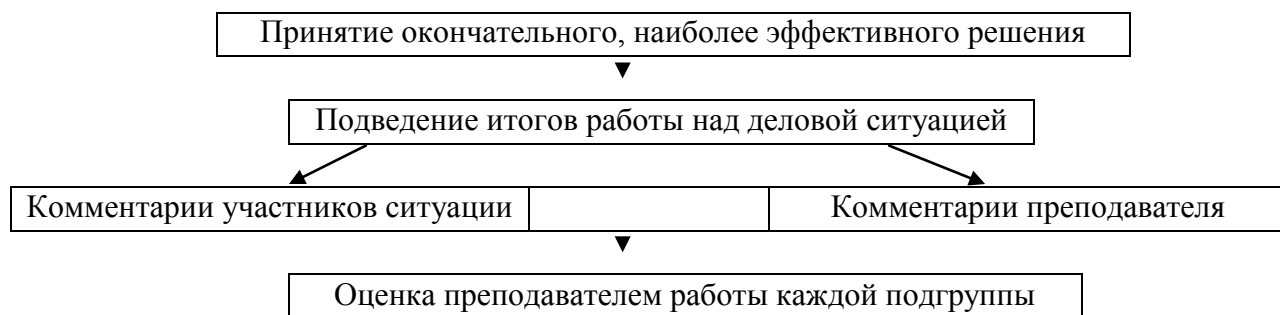 Принятие окончательного, наиболее эффективного решения
Подведение итогов работы над деловой ситуацией
Комментарии участников ситуации
Комментарии преподавателя
Оценка преподавателем работы каждой подгруппы